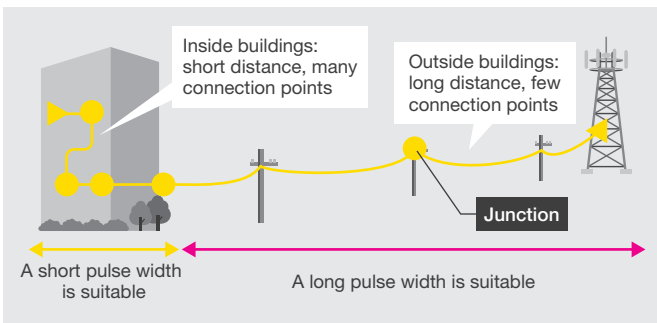 Inside buildings:
short distance, many
connection points
Outside buildings:
long distance, few
connection points
Junction
A short pulse width
is suitable
A long pulse width is suitable